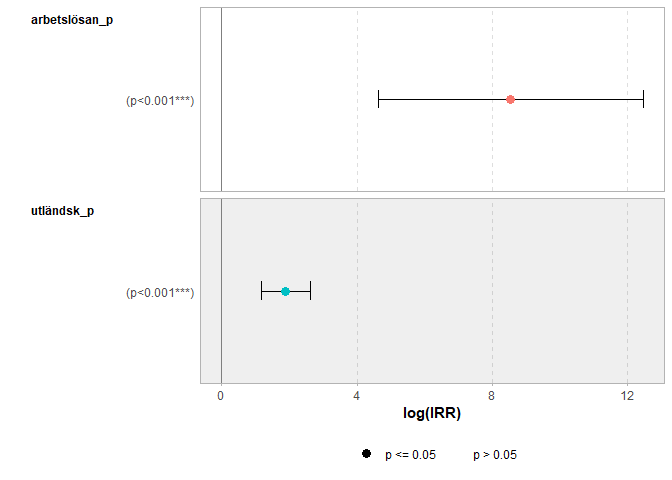 arbetslösan_p
(p<0.001***)
utländsk_p
(p<0.001***)
0 4 8 12
log(IRR)
p <= 0.05 p > 0.05